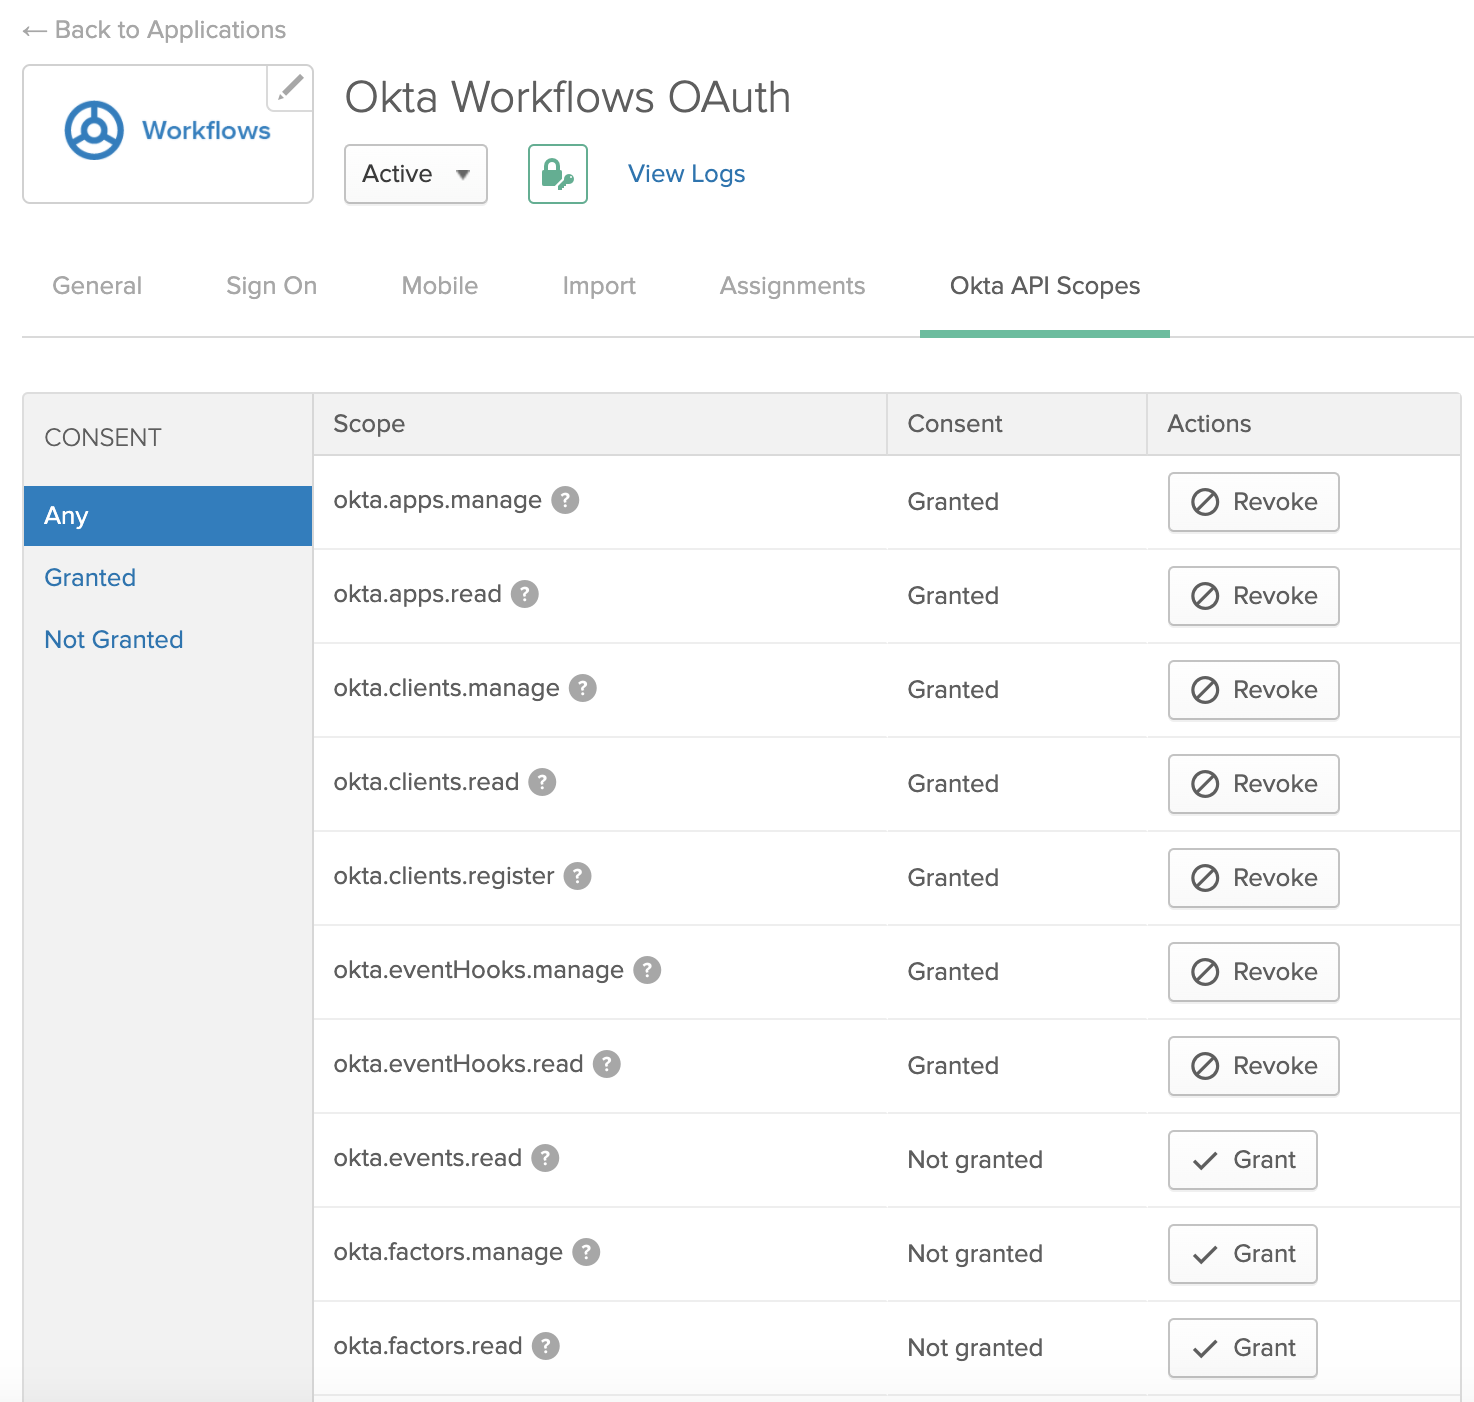 ← Back to Applications
Workflows
Okta Workflows OAuth
Active
View Logs
General Sign On Mobile Import Assignments Okta API Scopes
CONSENT
Any
Granted
Not Granted
Scope Consent Actions
okta.apps.manage ? Granted Revoke
okta.apps.read ? Granted Revoke
okta.clients.manage ? Granted Revoke
okta.clients.read ? Granted Revoke
okta.clients.register ? Granted Revoke
okta.eventHooks.manage ? Granted Revoke
okta.eventHooks.read ? Granted Revoke
okta.events.read ? Not granted Grant
okta.factors.manage ? Not granted Grant
okta.factors.read ? Not granted Grant